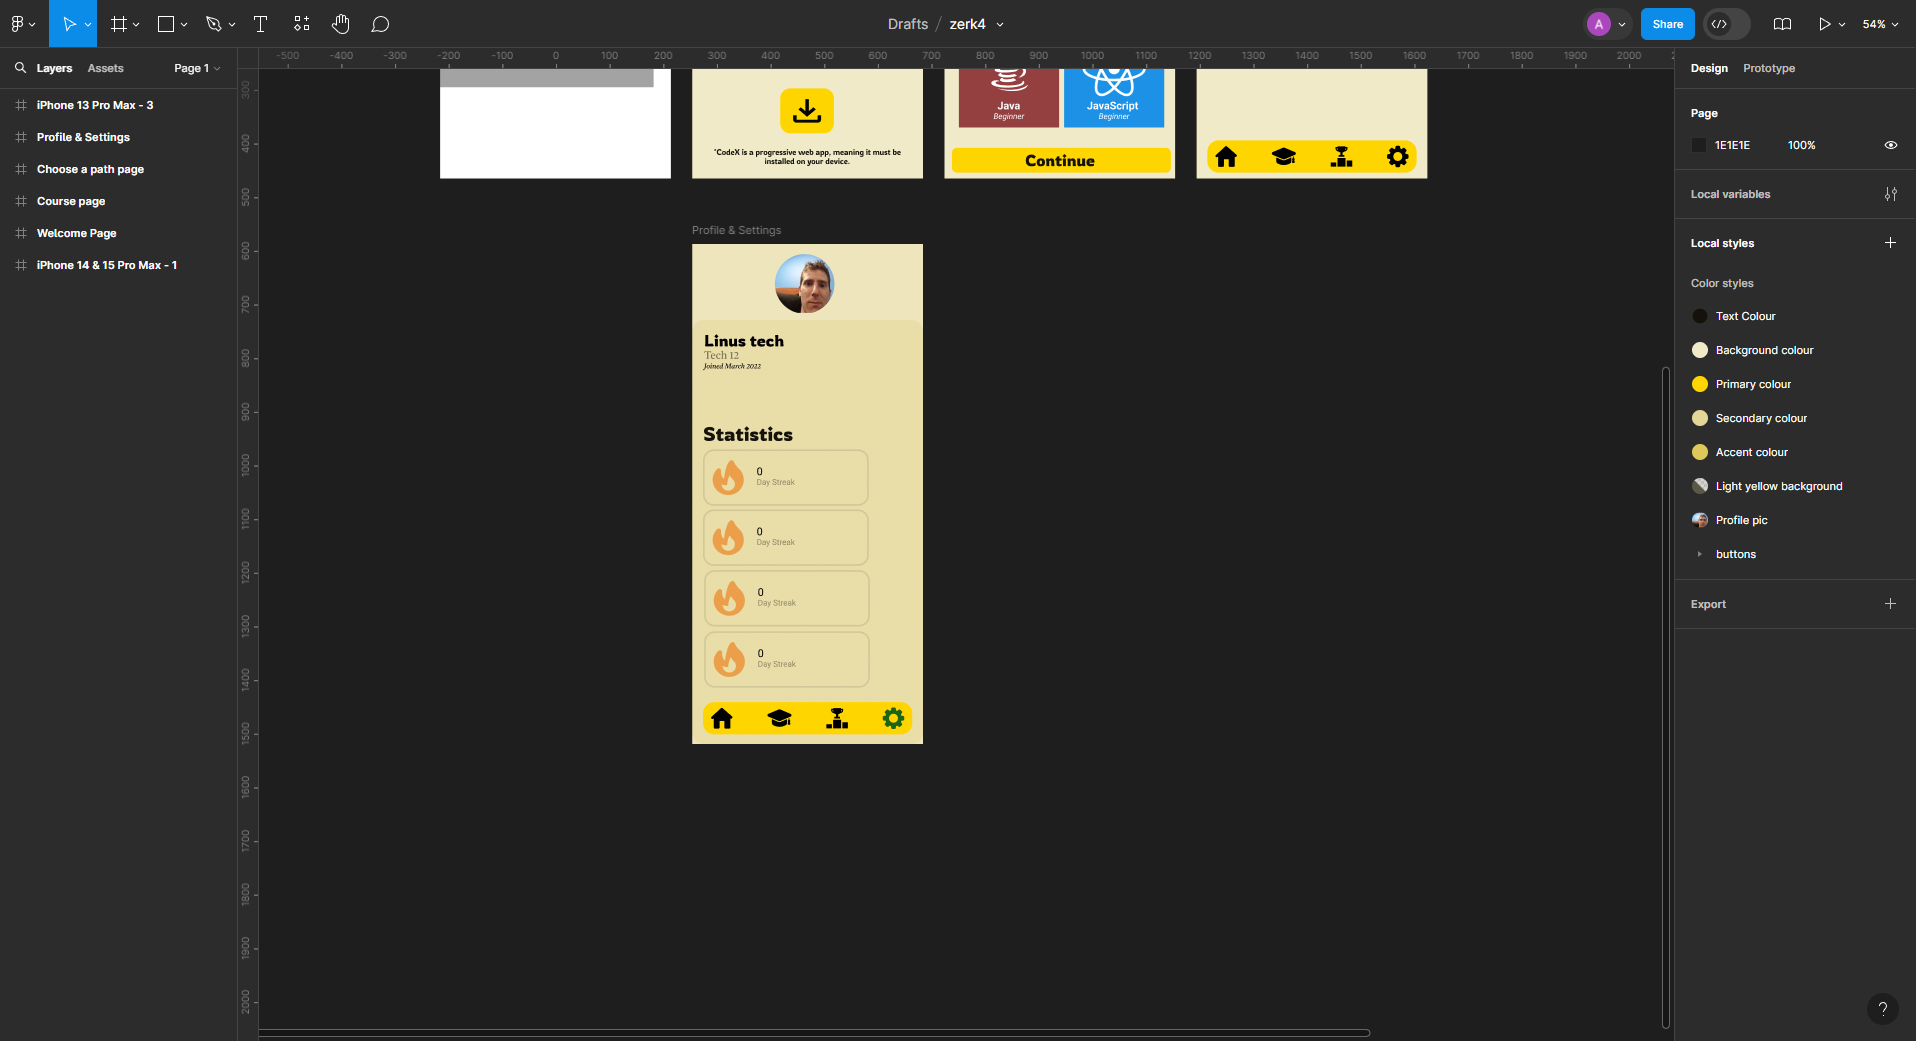 Drafts / zerk4
A
Share
54%
Layers
Assets
Page 1
iPhone 13 Pro Max - 3
Profile & Settings
Choose a path page
Course page
Welcome Page
iPhone 14 & 15 Pro Max - 1
-500 -400 -300 -200 -100 0 100 200 300 400 500 600 700 800 900 1000 1100 1200 1300 1400 1500 1600 1700 1800 1900 2000
300
400
500
600
700
800
900
1000
1100
1200
1300
1400
1500
1600
1700
1800
1900
2000
*CodeX is a progressive web app, meaning it must be
installed on your device.
Java
Beginner
JavaScript
Beginner
Continue
Profile & Settings
Linus tech
Tech 12
Joined March 2022
Statistics
0
Day Streak
0
Day Streak
0
Day Streak
0
Day Streak
Design
Prototype
Page
1E1E1E
100%
Local variables
Local styles
Color styles
Text Colour
Background colour
Primary colour
Secondary colour
Accent colour
Light yellow background
Profile pic
buttons
Export
?